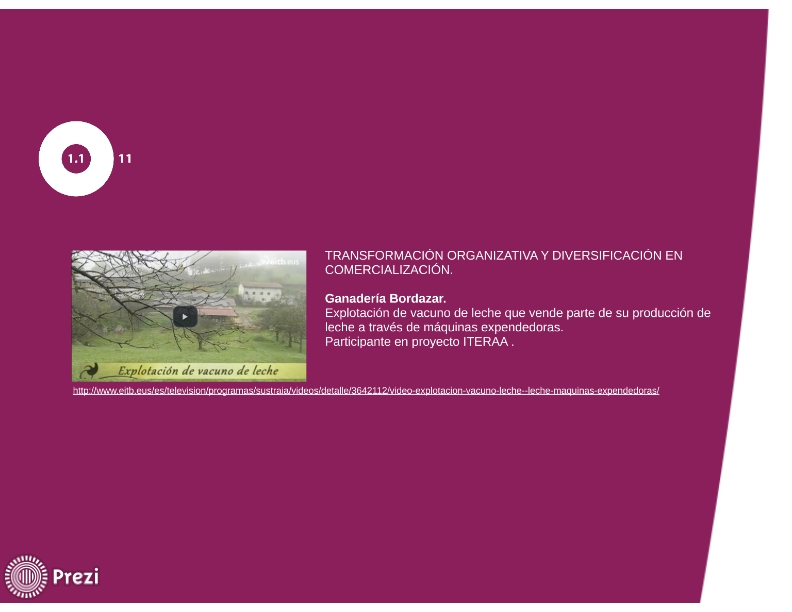 1.1 11
eitb.eus
TRANSFORMACIÓN ORGANIZATIVA Y DIVERSIFICACIÓN EN
COMERCIALIZACIÓN.
Ganadería Bordazar.
Explotación de vacuno de leche que vende parte de su producción de
leche a través de máquinas expendedoras.
Participante en proyecto ITERAA .
Explotación de vacuno de leche
http://www.eitb.eus/es/television/programas/sustraia/videos/detalle/3642112/video-explotacion-vacuno-leche--leche-maquinas-expendedoras/
Prezi